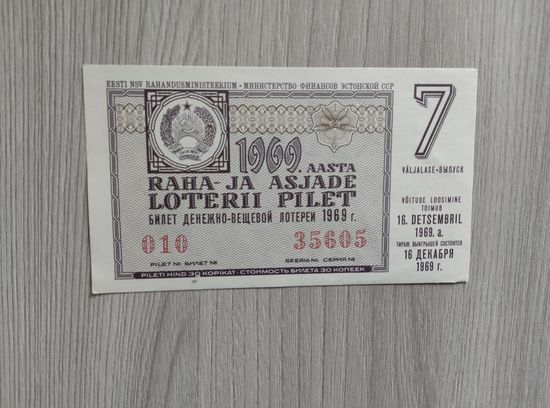 EESTI NSV RAHANDUSMINISTEERIUM • МИНИСТЕРСТВО ФИНАНСОВ ЭСТОНСКОЙ ССР
1969. AASTA
RAHA- JA ASJADE
LOTERII PILET
БИЛЕТ ДЕНЕЖНО-ВЕЩЕВОЙ ЛОТЕРЕИ 1969 г.
010 35605
PILET Nr. БИЛЕТ № SEERIA Nr. СЕРИЯ №
PILETI HIND 30 KOPIKAT • СТОИМОСТЬ БИЛЕТА 30 КОПЕЕК
7
VÄLJALASE • ВЫПУСК
VÕITUDE LOOSIMINE
TOIMUB
16. DETSEMBRIL
1969. a.
ТИРАЖ ВЫИГРЫШЕЙ СОСТОИТСЯ
16 ДЕКАБРЯ
1969 г.